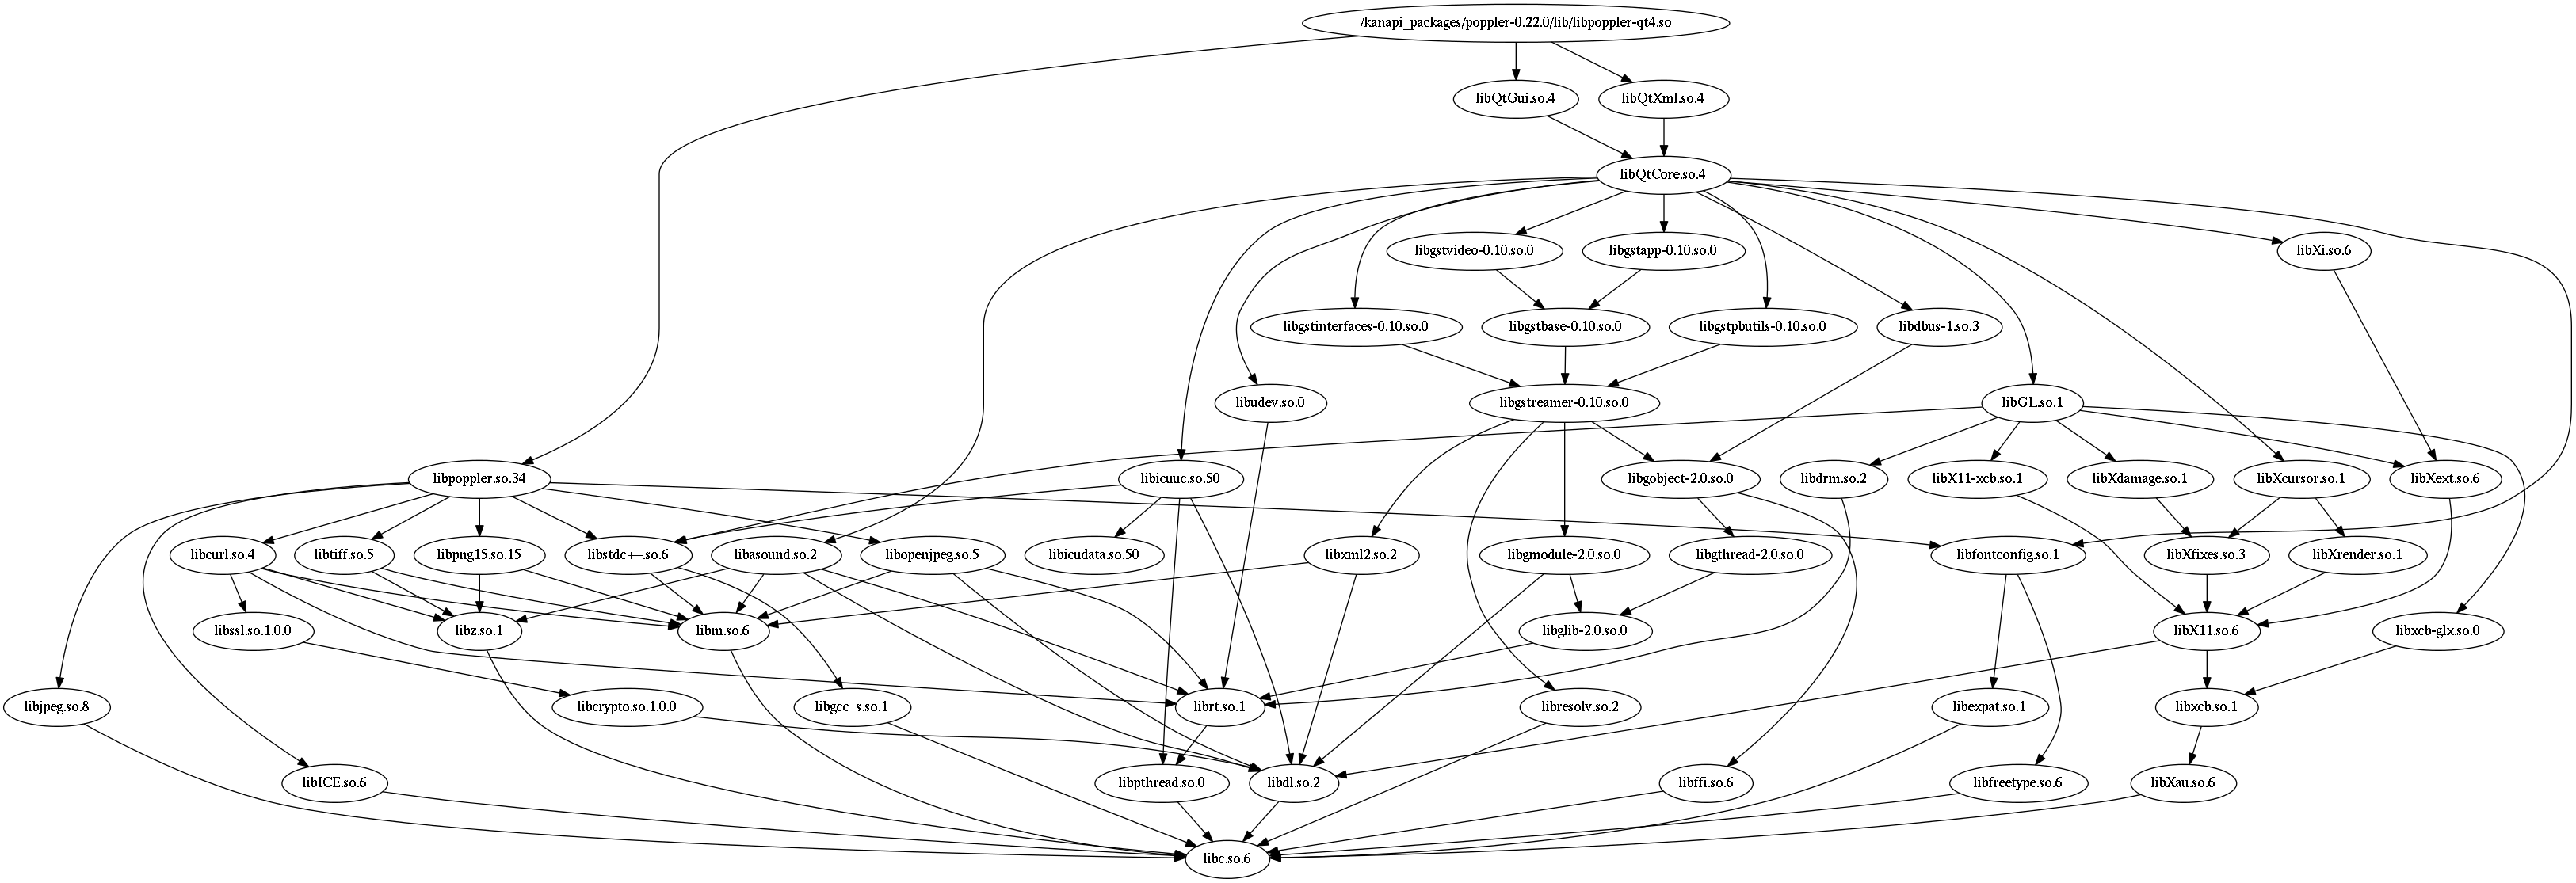 /kanapi_packages/poppler-0.22.0/lib/libpoppler-qt4.so
libQtGui.so.4
libQtXml.so.4
libQtCore.so.4
libgstvideo-0.10.so.0
libgstapp-0.10.so.0
libXi.so.6
libgstinterfaces-0.10.so.0
libgstbase-0.10.so.0
libgstpbutils-0.10.so.0
libdbus-1.so.3
libudev.so.0
libgstreamer-0.10.so.0
libGL.so.1
libpoppler.so.34
libicuuc.so.50
libgobject-2.0.so.0
libdrm.so.2
libX11-xcb.so.1
libXdamage.so.1
libXcursor.so.1
libXext.so.6
libcurl.so.4
libtiff.so.5
libpng15.so.15
libstdc++.so.6
libasound.so.2
libopenjpeg.so.5
libicudata.so.50
libxml2.so.2
libgmodule-2.0.so.0
libgthread-2.0.so.0
libfontconfig.so.1
libXfixes.so.3
libXrender.so.1
libssl.so.1.0.0
libz.so.1
libm.so.6
libglib-2.0.so.0
libX11.so.6
libxcb-glx.so.0
libjpeg.so.8
libcrypto.so.1.0.0
libgcc_s.so.1
librt.so.1
libresolv.so.2
libexpat.so.1
libxcb.so.1
libICE.so.6
libpthread.so.0
libdl.so.2
libffi.so.6
libfreetype.so.6
libXau.so.6
libc.so.6